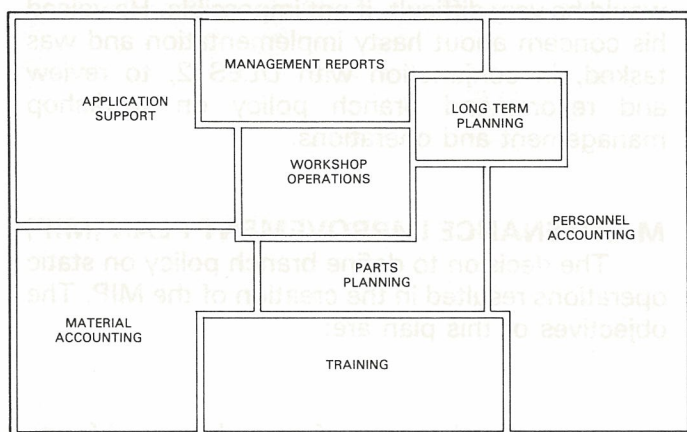 MANAGEMENT REPORTS
APPLICATION
SUPPORT
LONG TERM
PLANNING
WORKSHOP
OPERATIONS
PERSONNEL
ACCOUNTING
PARTS
PLANNING
MATERIAL
ACCOUNTING
TRAINING